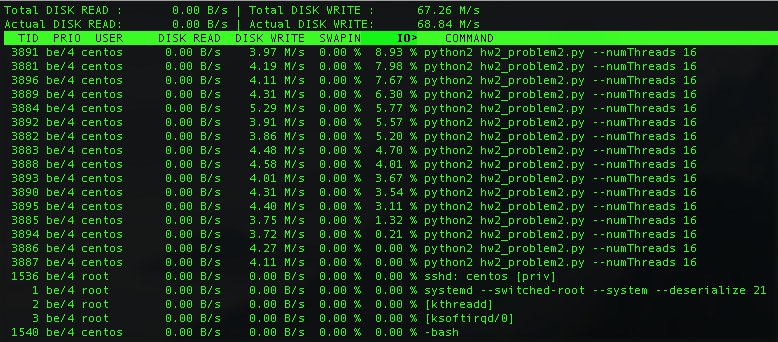 Total DISK READ :       0.00 B/s | Total DISK WRITE :      67.26 M/s
Actual DISK READ:       0.00 B/s | Actual DISK WRITE:      68.84 M/s
TID  PRIO  USER     DISK READ  DISK WRITE  SWAPIN     IO>    COMMAND
3891 be/4 centos      0.00 B/s    3.97 M/s  0.00 %  8.93 % python2 hw2_problem2.py --numThreads 16
3881 be/4 centos      0.00 B/s    4.19 M/s  0.00 %  7.98 % python2 hw2_problem2.py --numThreads 16
3896 be/4 centos      0.00 B/s    4.11 M/s  0.00 %  7.67 % python2 hw2_problem2.py --numThreads 16
3889 be/4 centos      0.00 B/s    4.31 M/s  0.00 %  6.30 % python2 hw2_problem2.py --numThreads 16
3884 be/4 centos      0.00 B/s    5.29 M/s  0.00 %  5.77 % python2 hw2_problem2.py --numThreads 16
3892 be/4 centos      0.00 B/s    3.91 M/s  0.00 %  5.57 % python2 hw2_problem2.py --numThreads 16
3882 be/4 centos      0.00 B/s    3.86 M/s  0.00 %  5.20 % python2 hw2_problem2.py --numThreads 16
3883 be/4 centos      0.00 B/s    4.48 M/s  0.00 %  4.70 % python2 hw2_problem2.py --numThreads 16
3888 be/4 centos      0.00 B/s    4.58 M/s  0.00 %  4.01 % python2 hw2_problem2.py --numThreads 16
3893 be/4 centos      0.00 B/s    4.01 M/s  0.00 %  3.67 % python2 hw2_problem2.py --numThreads 16
3890 be/4 centos      0.00 B/s    4.31 M/s  0.00 %  3.54 % python2 hw2_problem2.py --numThreads 16
3895 be/4 centos      0.00 B/s    4.40 M/s  0.00 %  3.11 % python2 hw2_problem2.py --numThreads 16
3885 be/4 centos      0.00 B/s    3.75 M/s  0.00 %  1.32 % python2 hw2_problem2.py --numThreads 16
3894 be/4 centos      0.00 B/s    3.72 M/s  0.00 %  0.21 % python2 hw2_problem2.py --numThreads 16
3886 be/4 centos      0.00 B/s    4.27 M/s  0.00 %  0.00 % python2 hw2_problem2.py --numThreads 16
3887 be/4 centos      0.00 B/s    4.11 M/s  0.00 %  0.00 % python2 hw2_problem2.py --numThreads 16
1536 be/4 root        0.00 B/s    0.00 B/s  0.00 %  0.00 % sshd: centos [priv]
1 be/4 root        0.00 B/s    0.00 B/s  0.00 %  0.00 % systemd --switched-root --system --deserialize 21
2 be/4 root        0.00 B/s    0.00 B/s  0.00 %  0.00 % [kthreadd]
3 be/4 root        0.00 B/s    0.00 B/s  0.00 %  0.00 % [ksoftirqd/0]
1540 be/4 centos      0.00 B/s    0.00 B/s  0.00 %  0.00 % -bash